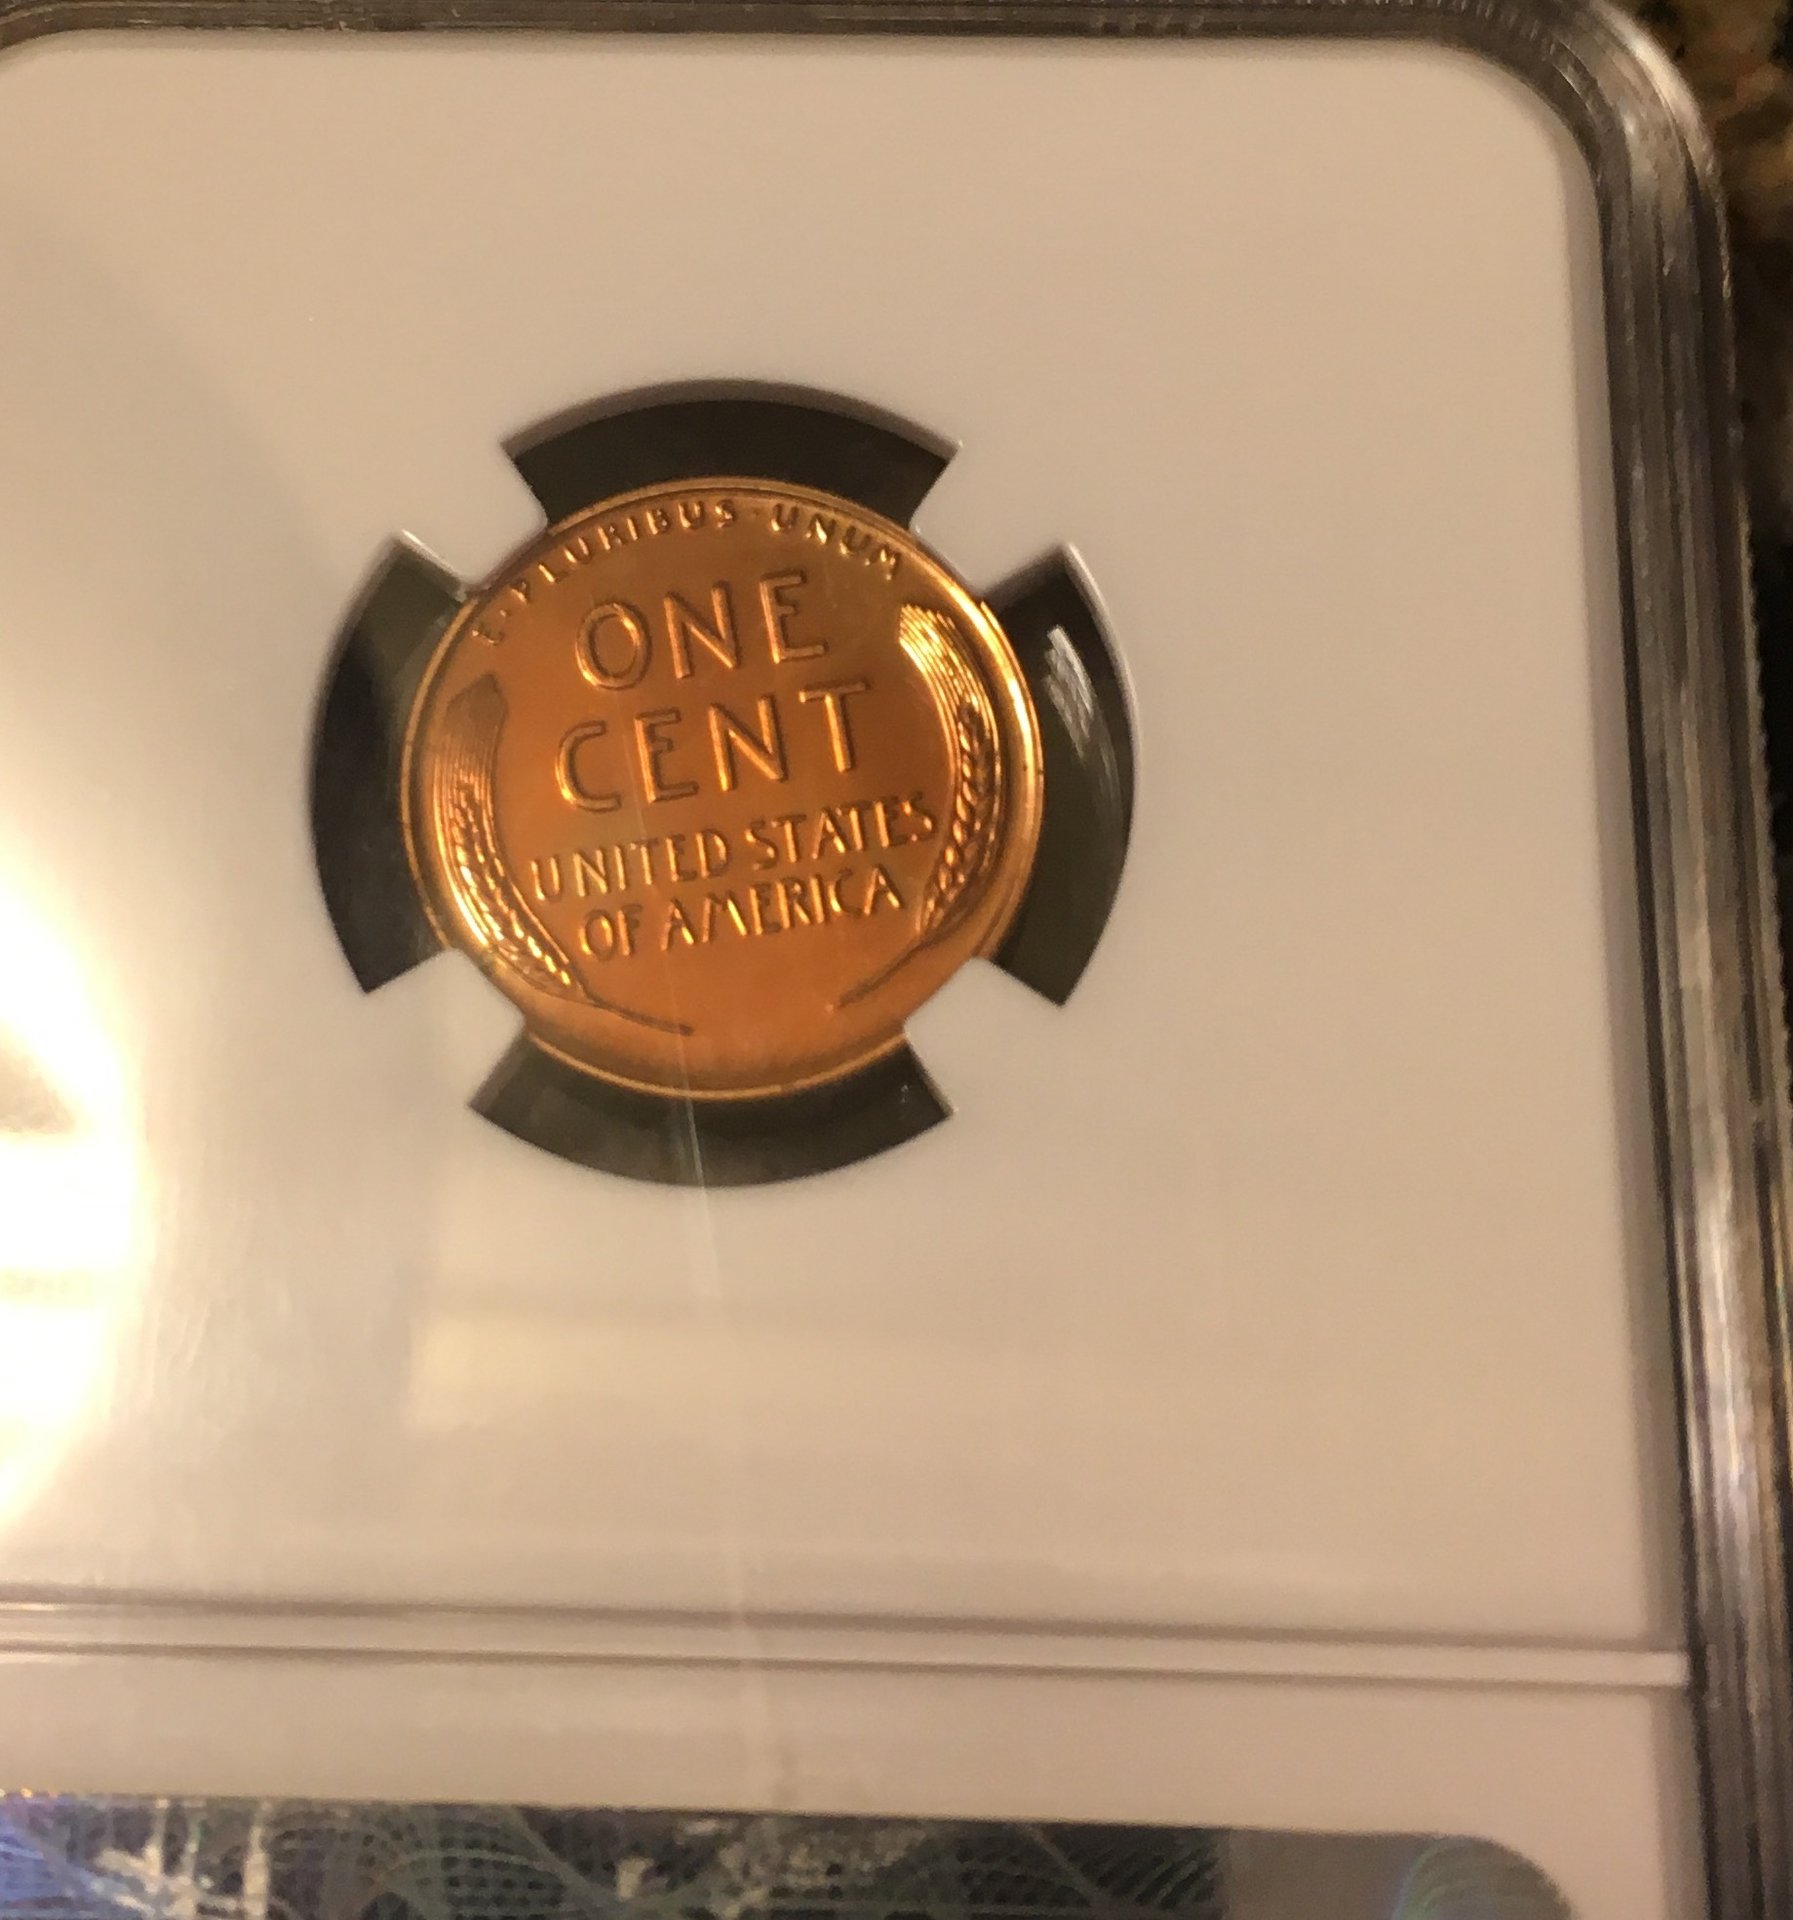 E·PLURIBUS·UNUM
ONE
CENT
UNITED STATES
OF AMERICA